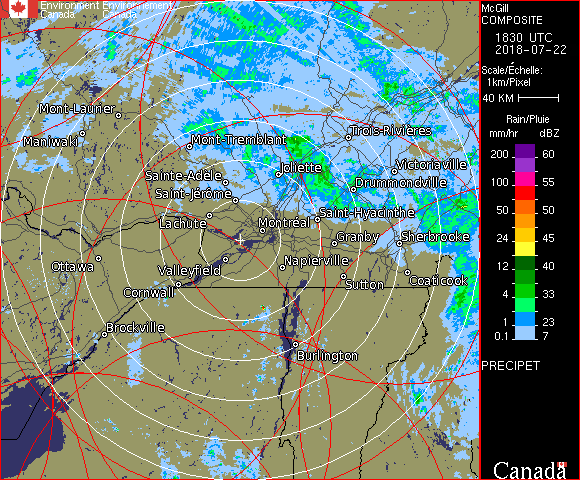 Environment Environnement
Canada Canada
McGill
COMPOSITE
1830 UTC
2018-07-22
Scale/Échelle:
1km/Pixel
40 KM
Rain/Pluie
mm/hr dBZ
200 60
150 55
100 55
50 50
24 45
12 40
4 33
1 23
0.1 7
PRECIPET
Canada
Mont-Laurier
Maniwaki
Mont-Tremblant
Trois-Rivières
Joliette
Victoriaville
Sainte-Adèle
Drummondville
Saint-Jérôme
Lachute
Montréal
Saint-Hyacinthe
Granby
Sherbrooke
Ottawa
Valleyfield
Napierville
Cornwall
Sutton
Coaticook
Brockville
Burlington